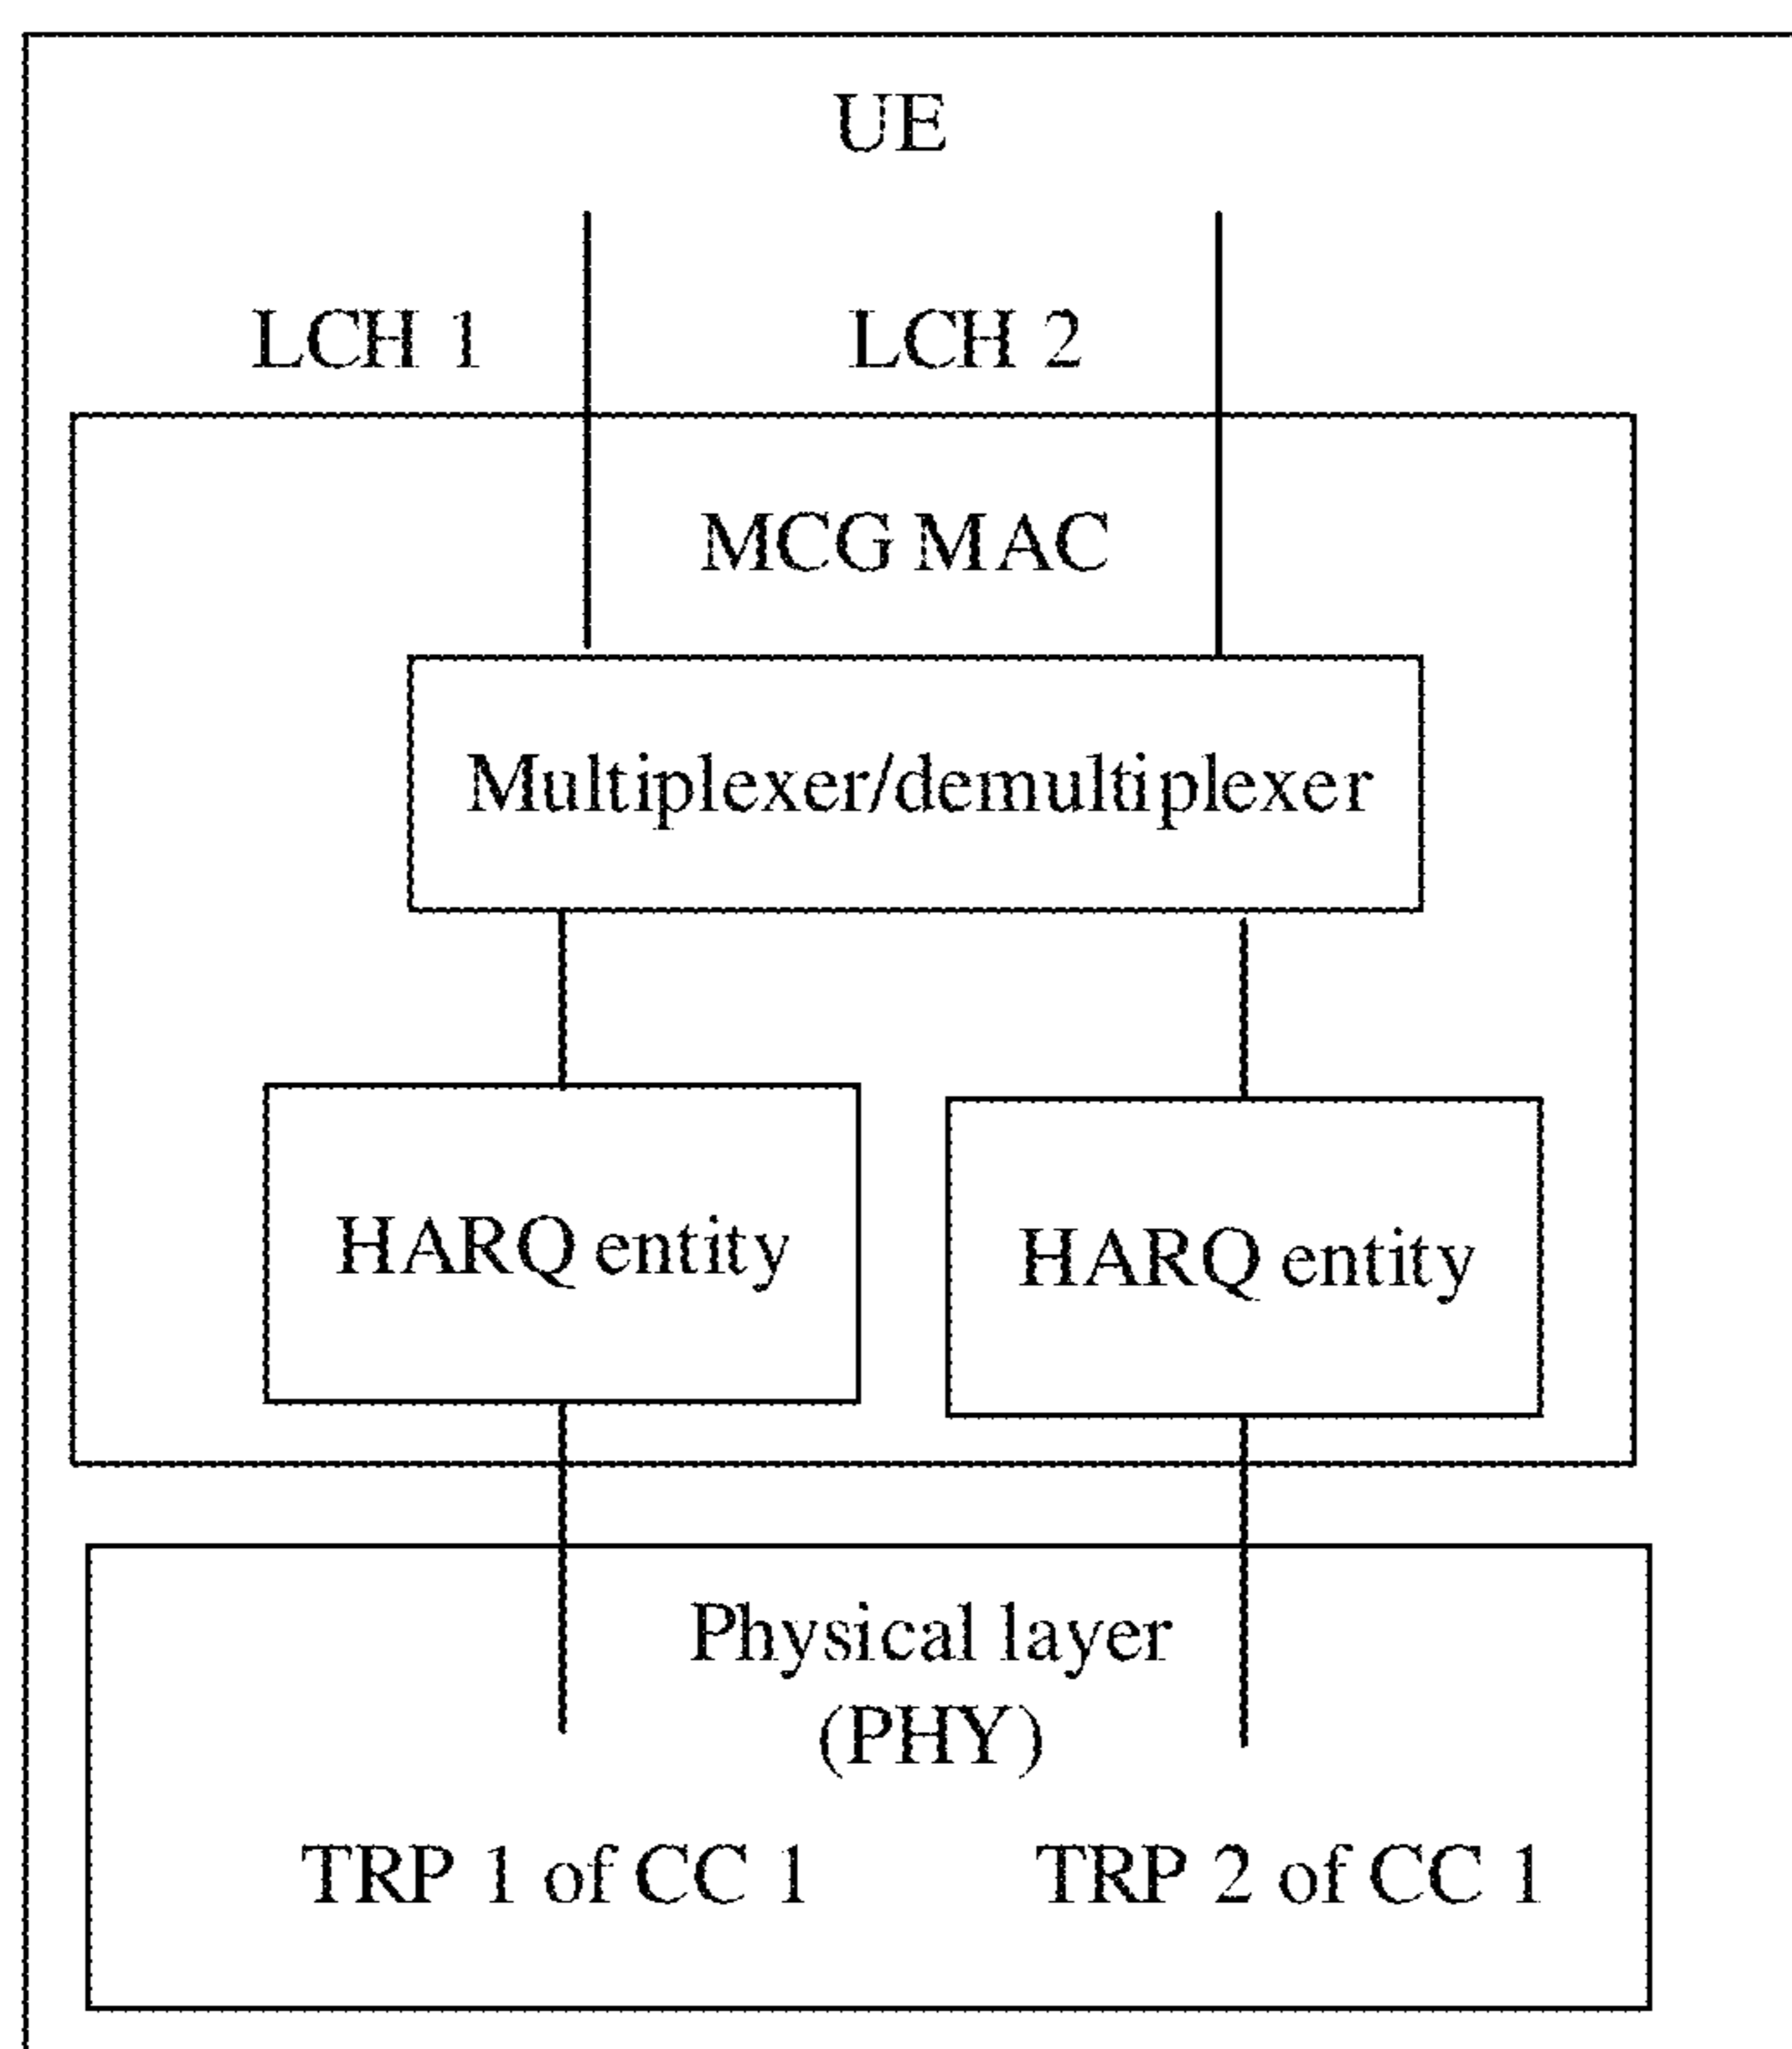 UE
LCH 1
LCH 2
MCG MAC
Multiplexer/demultiplexer
HARQ entity
HARQ entity
Physical layer
(PHY)
TRP 1 of CC 1
TRP 2 of CC 1